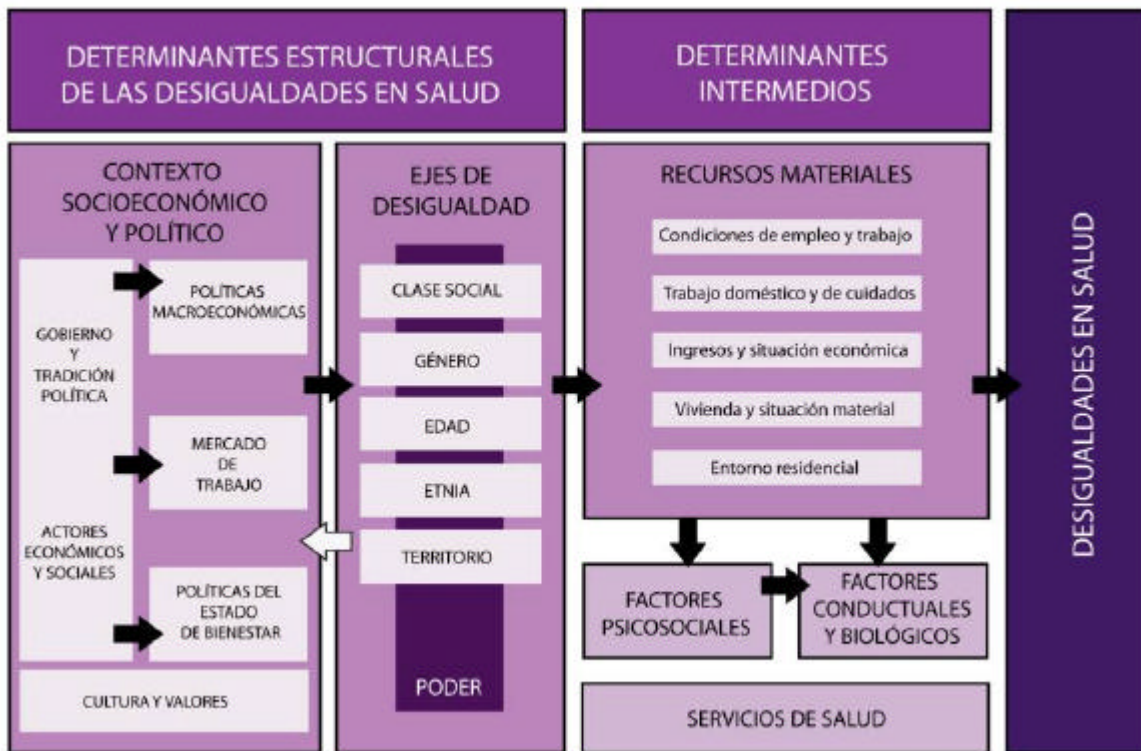 DETERMINANTES ESTRUCTURALES
DE LAS DESIGUALDADES EN SALUD
DETERMINANTES
INTERMEDIOS
CONTEXTO
SOCIOECONÓMICO
Y POLÍTICO
GOBIERNO
Y
TRADICIÓN
POLÍTICA
ACTORES
ECONÓMICOS
Y SOCIALES
POLÍTICAS
MACROECONÓMICAS
MERCADO
DE
TRABAJO
POLÍTICAS DEL
ESTADO
DE BIENESTAR
CULTURA Y VALORES
EJES DE
DESIGUALDAD
CLASE SOCIAL
GÉNERO
EDAD
ETNIA
TERRITORIO
PODER
RECURSOS MATERIALES
Condiciones de empleo y trabajo
Trabajo doméstico y de cuidados
Ingresos y situación económica
Vivienda y situación material
Entorno residencial
FACTORES
PSICOSOCIALES
FACTORES
CONDUCTUALES
Y BIOLÓGICOS
SERVICIOS DE SALUD
DESIGUALDADES EN SALUD